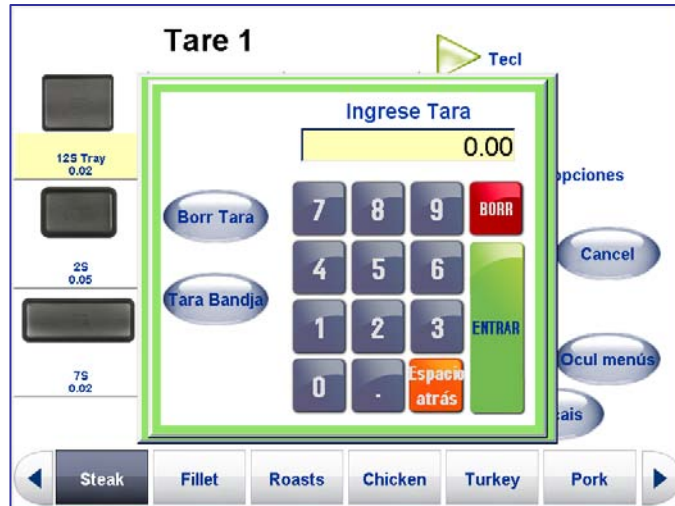 Tare 1
Tecl
Ingrese Tara
0.00
12S Tray
0.02
opciones
Borr Tara
7 8 9 BORR
Cancel
2S
0.05
4 5 6
Tara Bandja
1 2 3 ENTRAR
Ocul menús
7S
0.02
0 . Espacio
atrás
Steak Fillet Roasts Chicken Turkey Pork